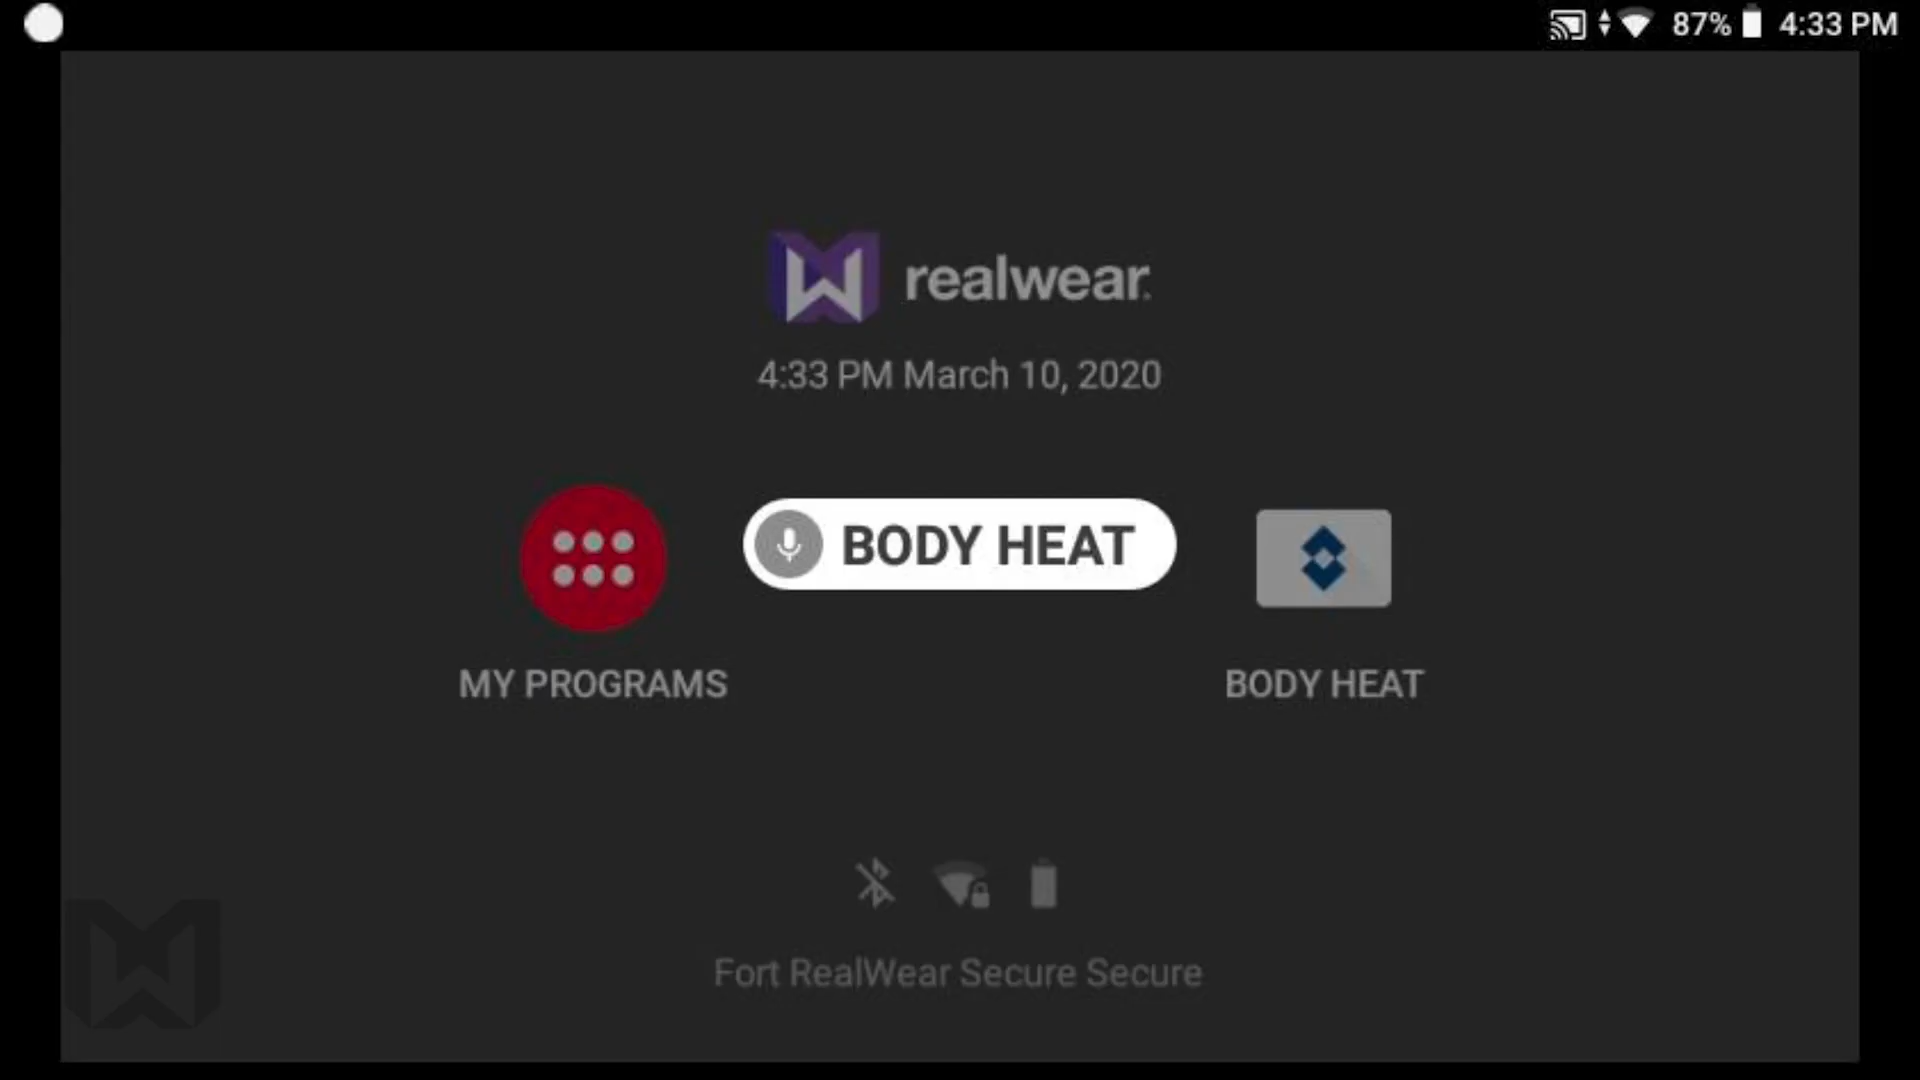 87% 4:33 PM
realwear
4:33 PM March 10, 2020
BODY HEAT
MY PROGRAMS
BODY HEAT
Fort RealWear Secure Secure